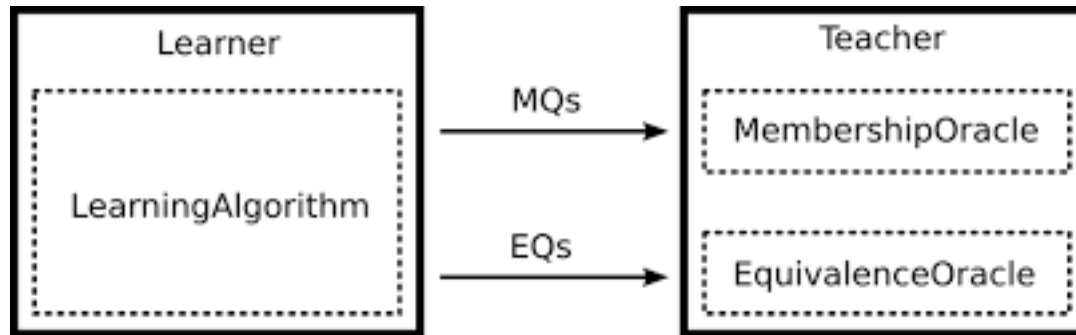 Learner
LearningAlgorithm
MQs
EQs
Teacher
MembershipOracle
EquivalenceOracle